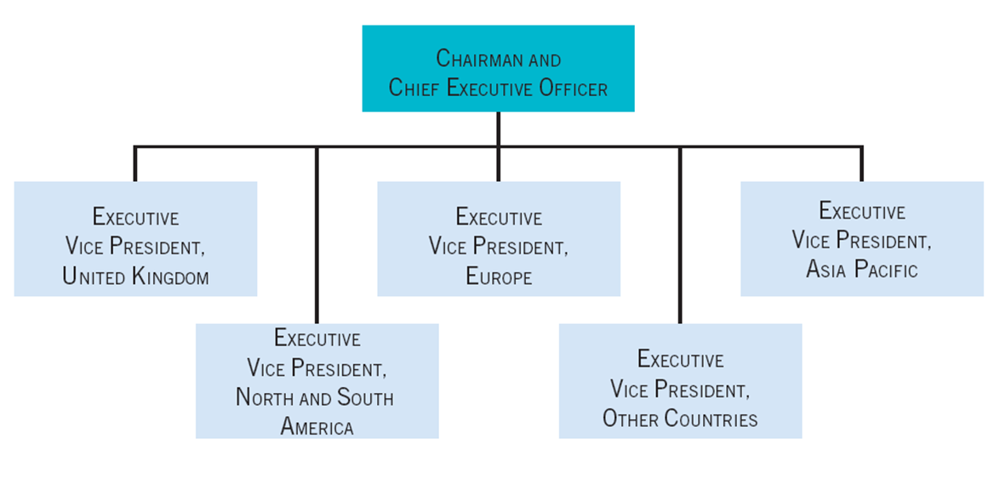 Chairman and
Chief Executive Officer
Executive
Vice President,
United Kingdom
Executive
Vice President,
Europe
Executive
Vice President,
Asia Pacific
Executive
Vice President,
North and South
America
Executive
Vice President,
Other Countries